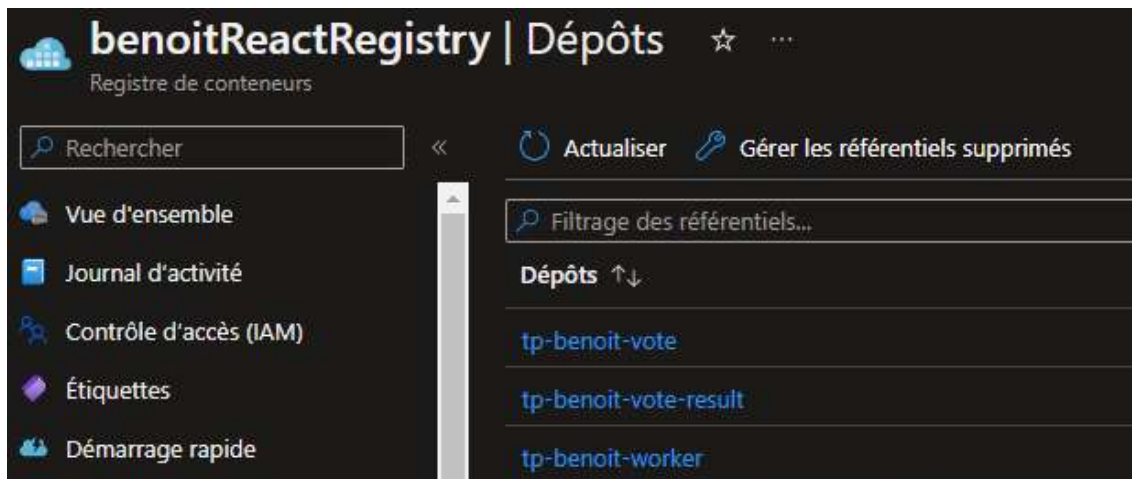 benoitReactRegistry | Dépôts
Registre de conteneurs
Rechercher
Vue d'ensemble
Journal d'activité
Contrôle d'accès (IAM)
Étiquettes
Démarrage rapide
Actualiser Gérer les référentiels supprimés
Filtrage des référentiels...
Dépôts
tp-benoit-vote
tp-benoit-vote-result
tp-benoit-worker